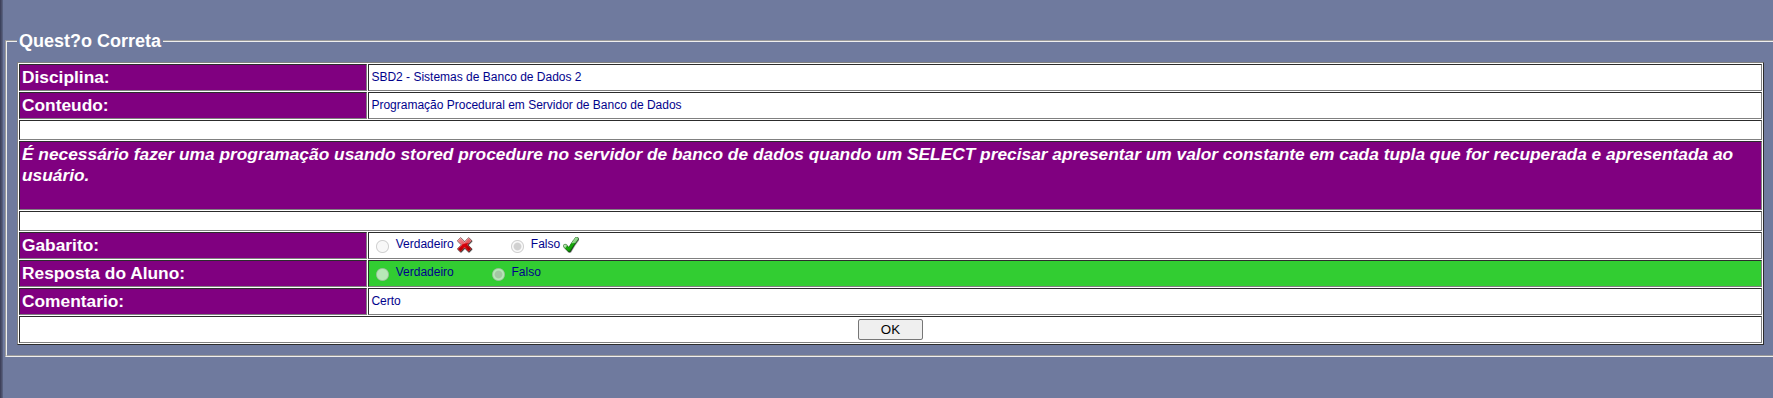 Quest?o Correta
Disciplina: SBD2 - Sistemas de Banco de Dados 2
Conteudo: Programação Procedural em Servidor de Banco de Dados
É necessário fazer uma programação usando stored procedure no servidor de banco de dados quando um SELECT precisar apresentar um valor constante em cada tupla que for recuperada e apresentada ao
usuário.
Gabarito: Verdadeiro Falso
Resposta do Aluno: Verdadeiro Falso
Comentario: Certo
OK